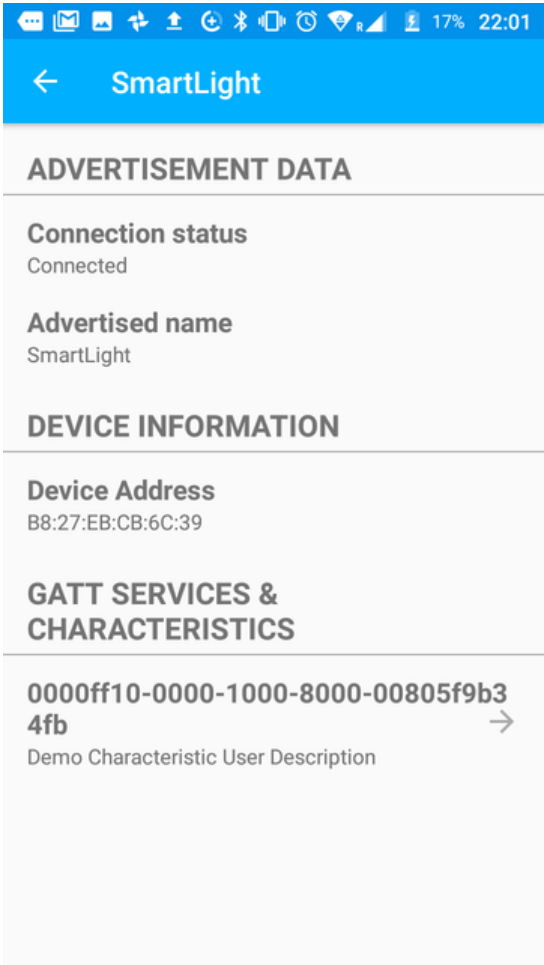 R 17% 22:01
SmartLight
ADVERTISEMENT DATA
Connection status
Connected
Advertised name
SmartLight
DEVICE INFORMATION
Device Address
B8:27:EB:CB:6C:39
GATT SERVICES &
CHARACTERISTICS
0000ff10-0000-1000-8000-00805f9b3
4fb
Demo Characteristic User Description